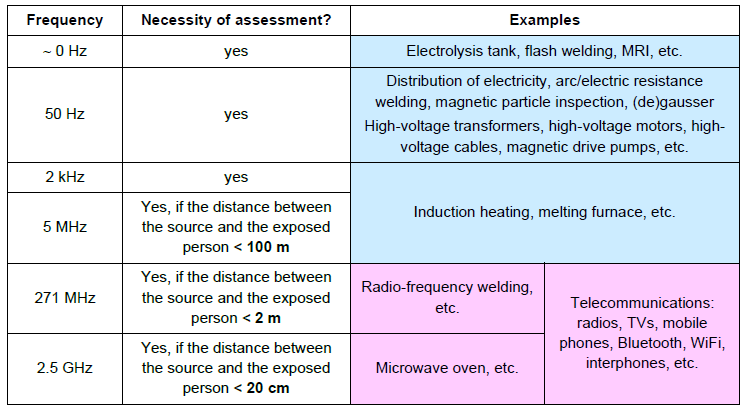 Frequency
Necessity of assessment?
Examples
~ 0 Hz
yes
Electrolysis tank, flash welding, MRI, etc.
50 Hz
yes
Distribution of electricity, arc/electric resistance
welding, magnetic particle inspection, (de)gausser
High-voltage transformers, high-voltage motors, high-
voltage cables, magnetic drive pumps, etc.
2 kHz
yes
5 MHz
Yes, if the distance between
the source and the exposed
person < 100 m
Induction heating, melting furnace, etc.
271 MHz
Yes, if the distance between
the source and the exposed
person < 2 m
Radio-frequency welding,
etc.
Telecommunications:
radios, TVs, mobile
phones, Bluetooth, WiFi,
interphones, etc.
2.5 GHz
Yes, if the distance between
the source and the exposed
person < 20 cm
Microwave oven, etc.